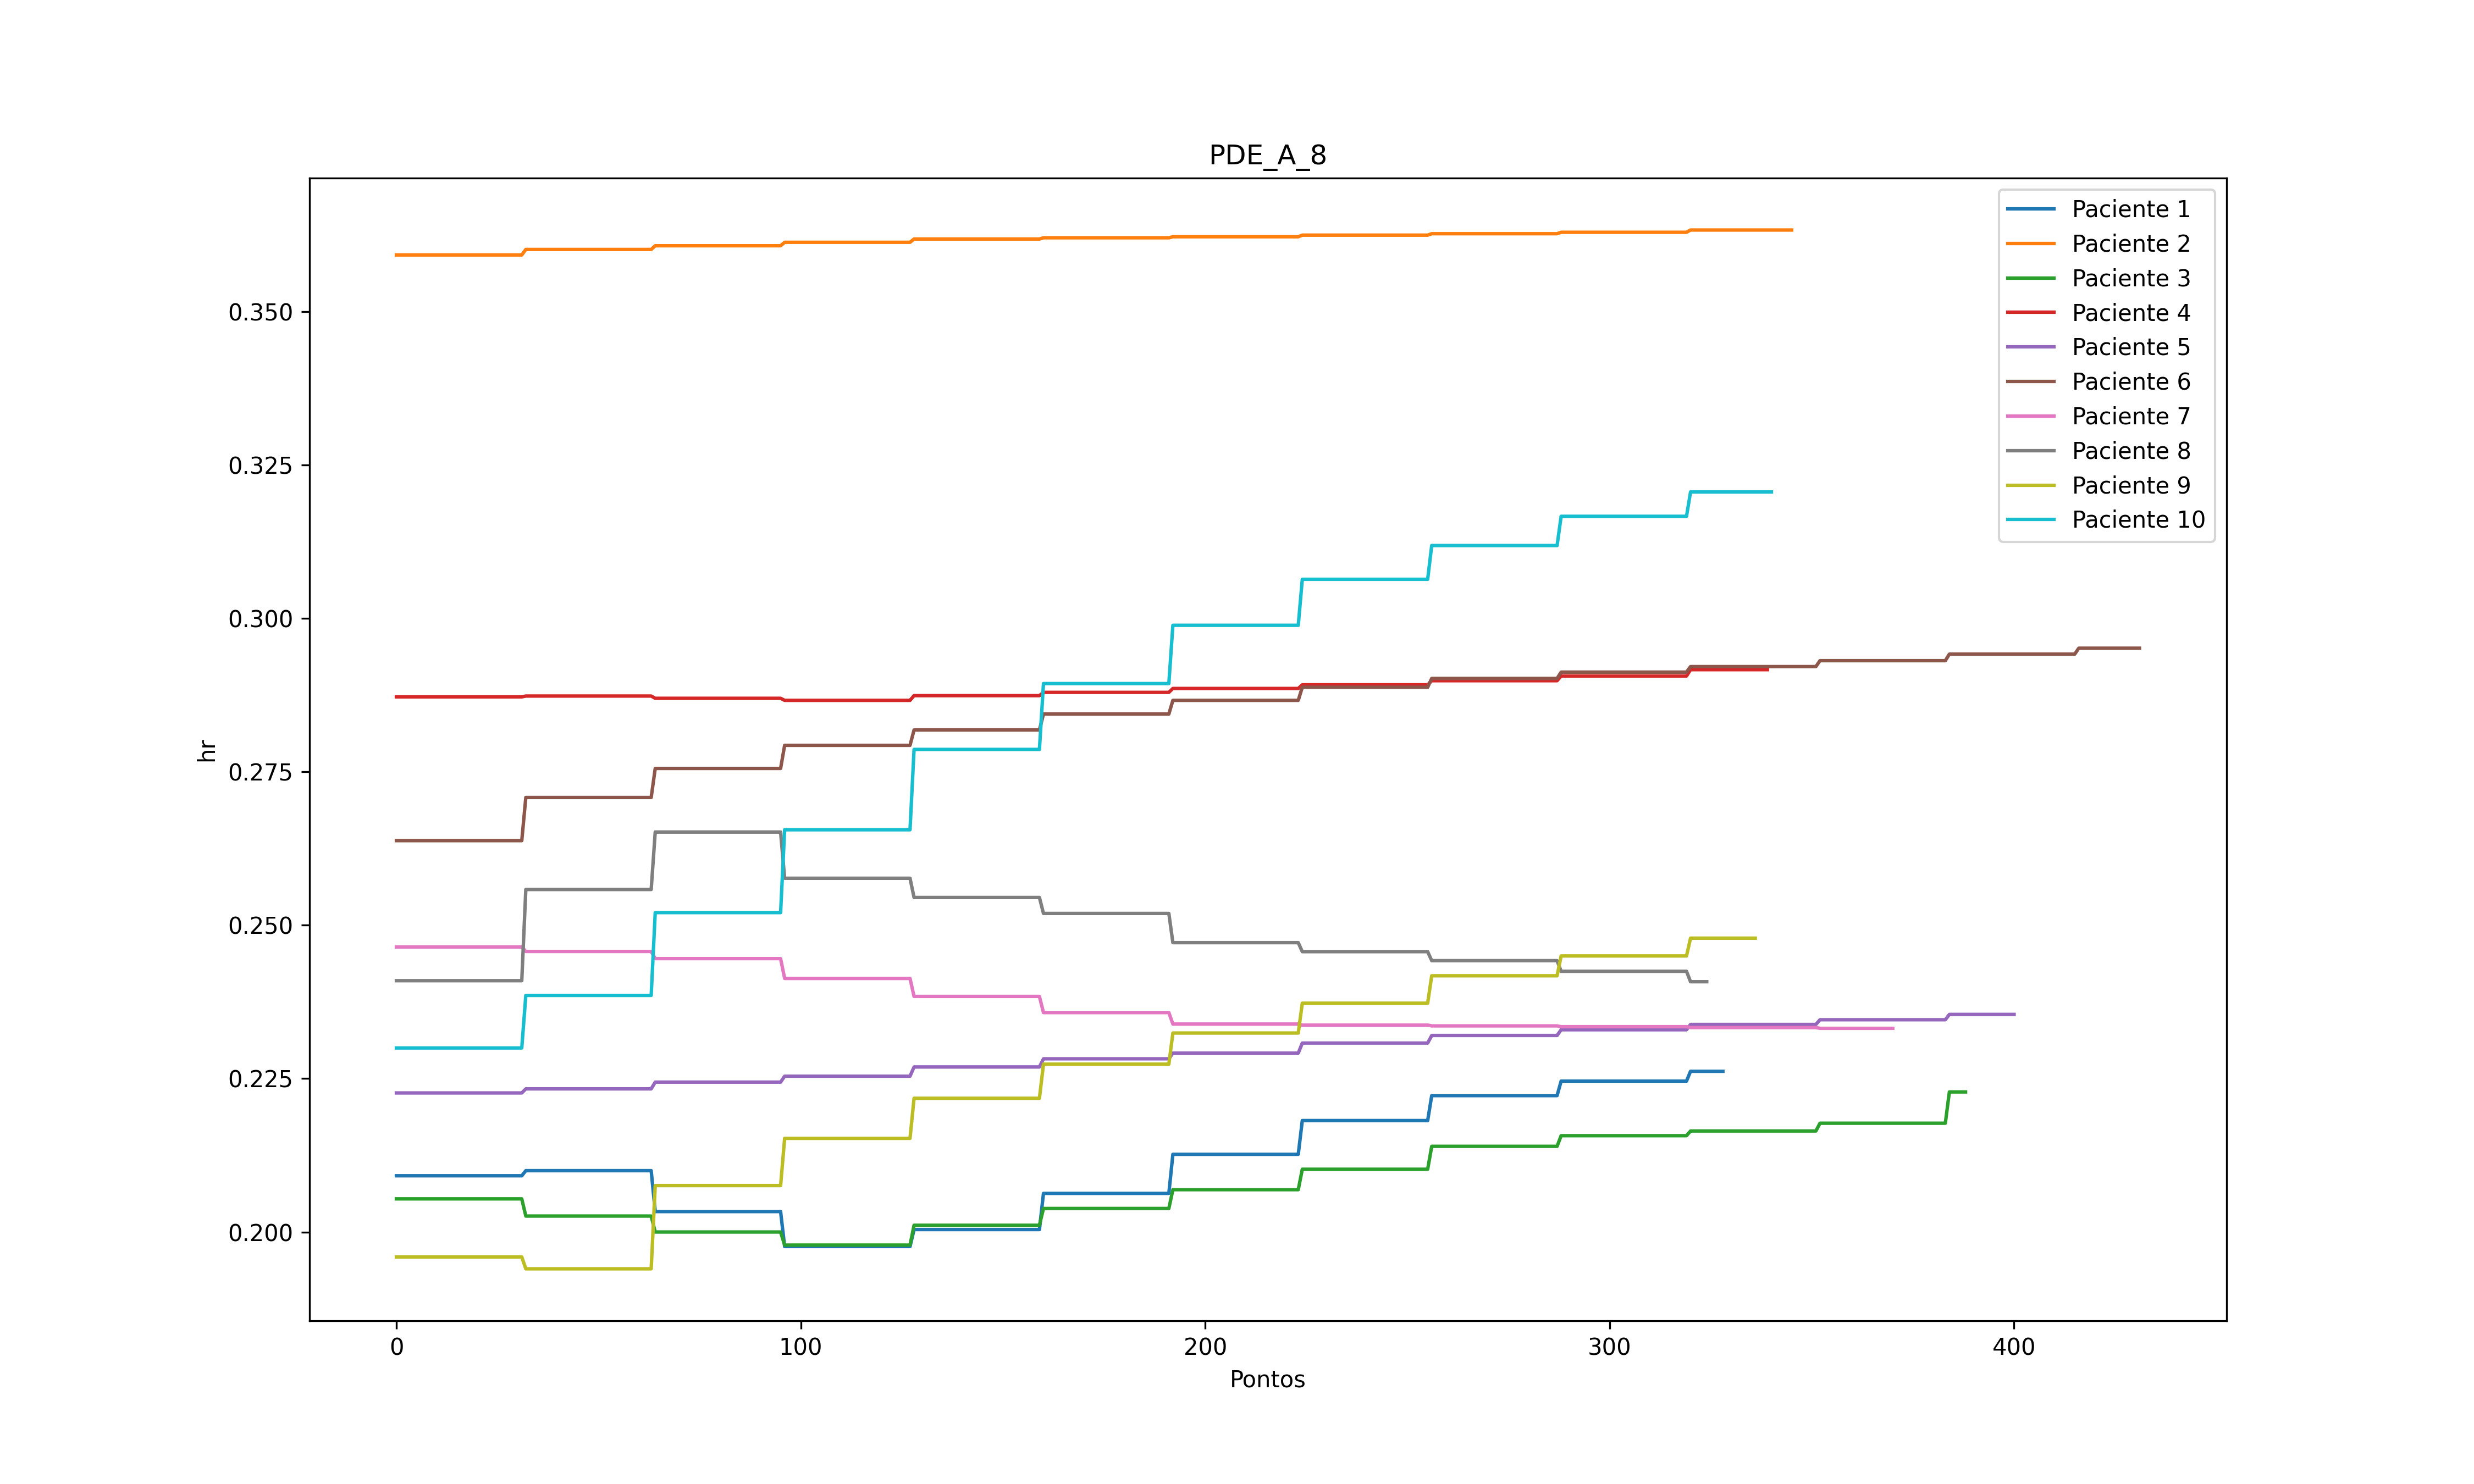 PDE_A_8
Paciente 1
Paciente 2
Paciente 3
Paciente 4
Paciente 5
Paciente 6
Paciente 7
Paciente 8
Paciente 9
Paciente 10
0.350
0.325
0.300
0.275
0.250
0.225
0.200
hr
0 100 200 300 400
Pontos